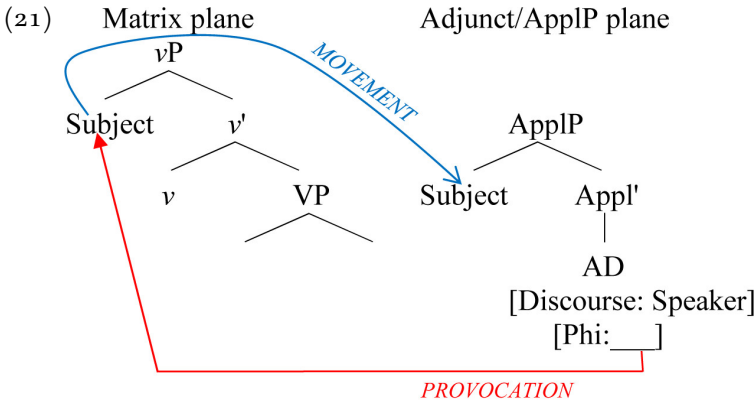 (21) Matrix plane Adjunct/ApplP plane
vP
MOVEMENT
Subject v' ApplP
v VP Subject Appl'
AD
[Discourse: Speaker]
[Phi:___]
PROVOCATION